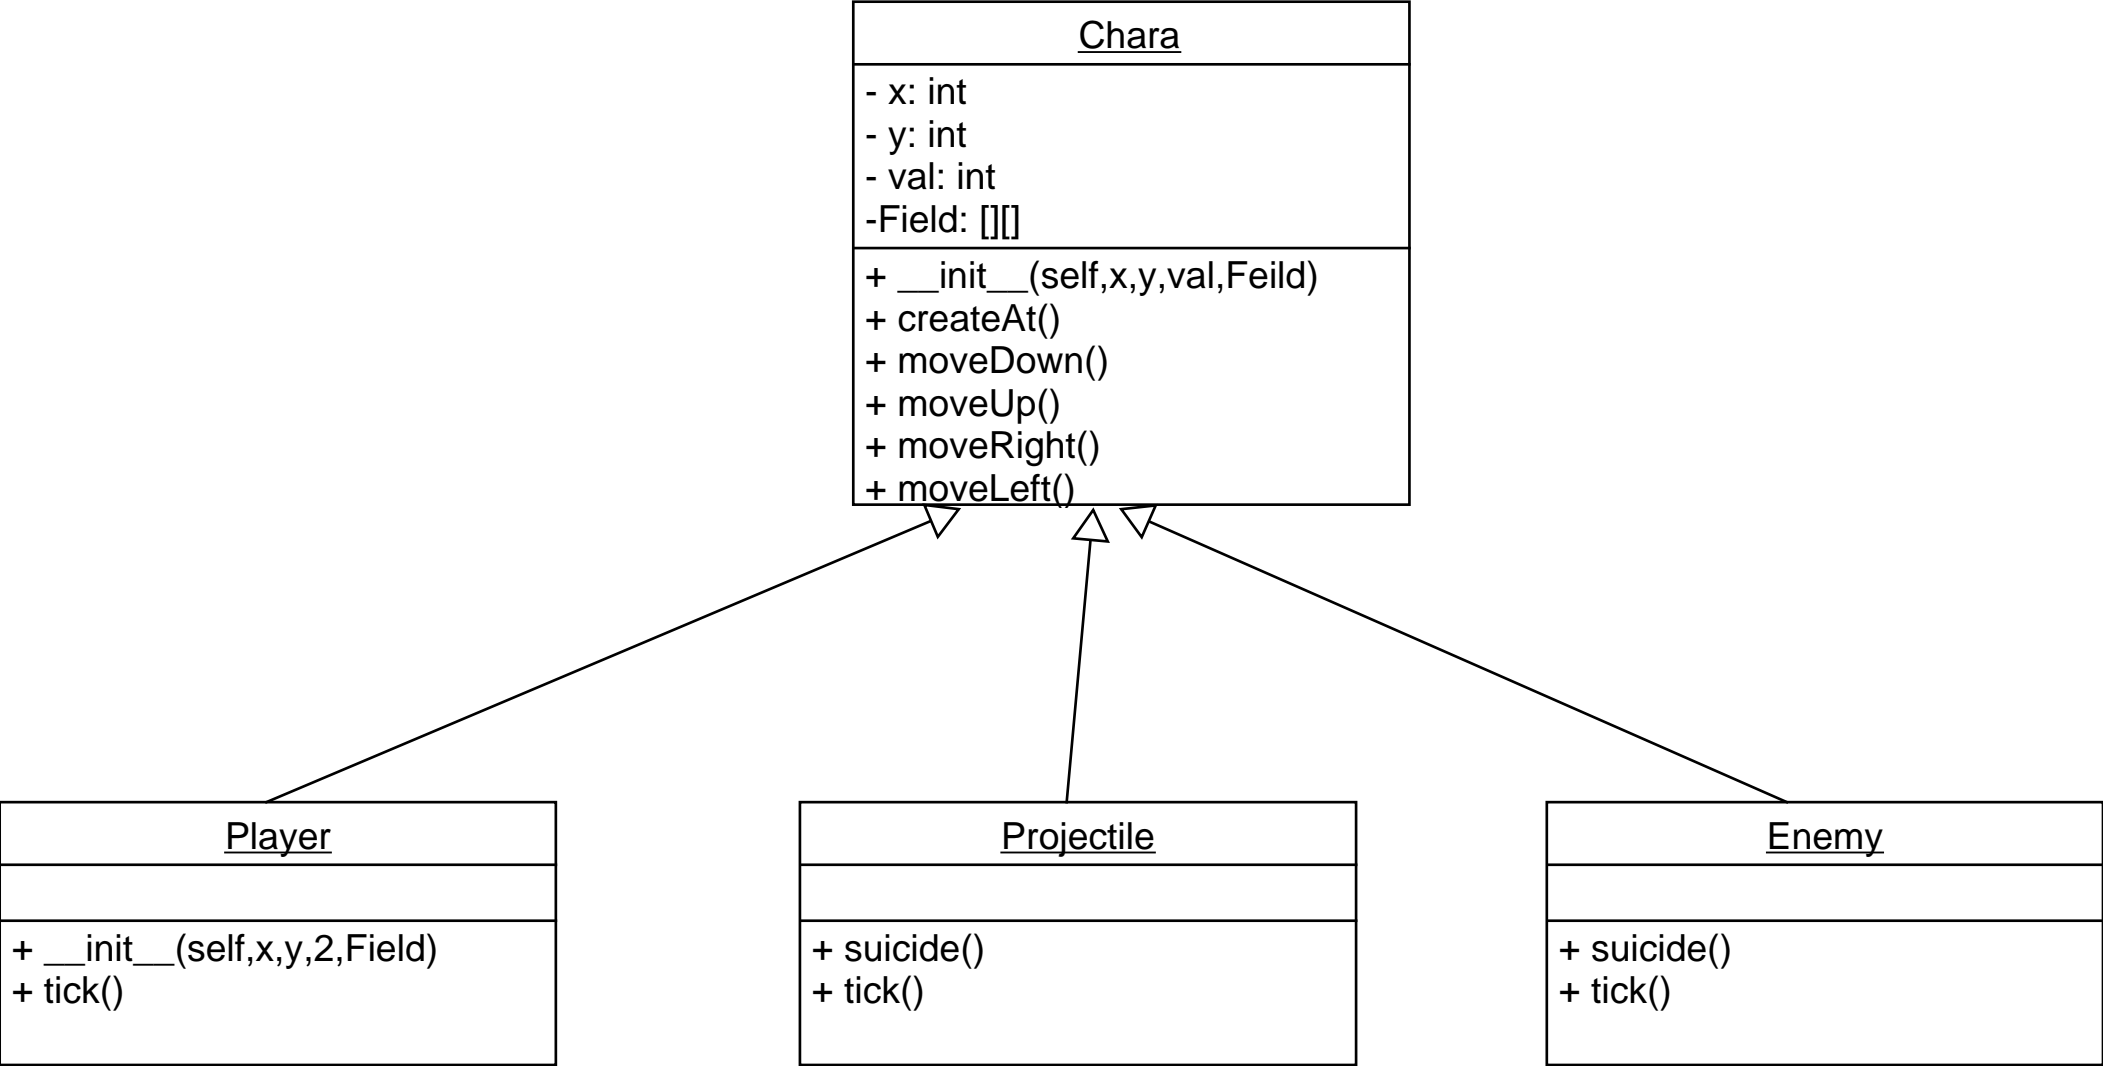 Chara
- x: int
- y: int
- val: int
-Field: [][]
+ __init__(self,x,y,val,Feild)
+ createAt()
+ moveDown()
+ moveUp()
+ moveRight()
+ moveLeft()
Player
+ __init__(self,x,y,2,Field)
+ tick()
Projectile
+ suicide()
+ tick()
Enemy
+ suicide()
+ tick()